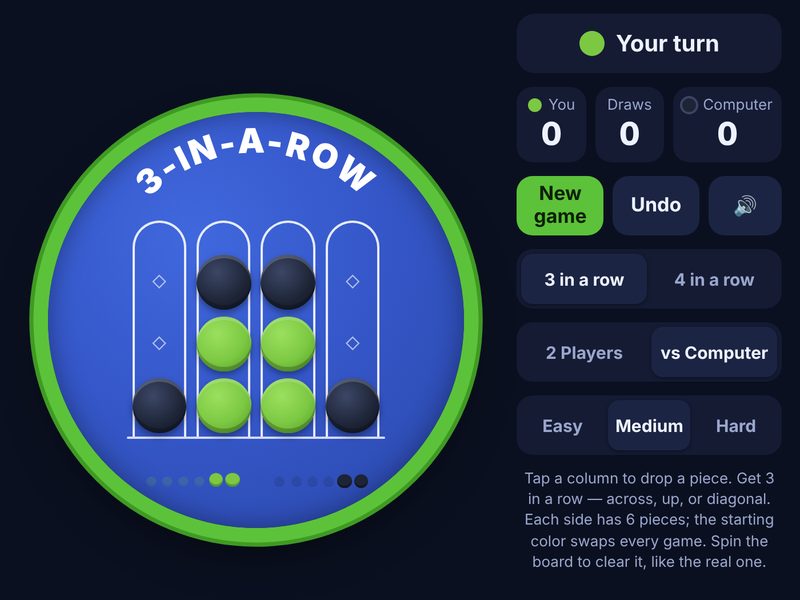 3-IN-A-ROW
Your turn
You
0
Draws
0
Computer
0
New
game
Undo
3 in a row
4 in a row
2 Players
vs Computer
Easy
Medium
Hard
Tap a column to drop a piece. Get 3
in a row — across, up, or diagonal.
Each side has 6 pieces; the starting
color swaps every game. Spin the
board to clear it, like the real one.